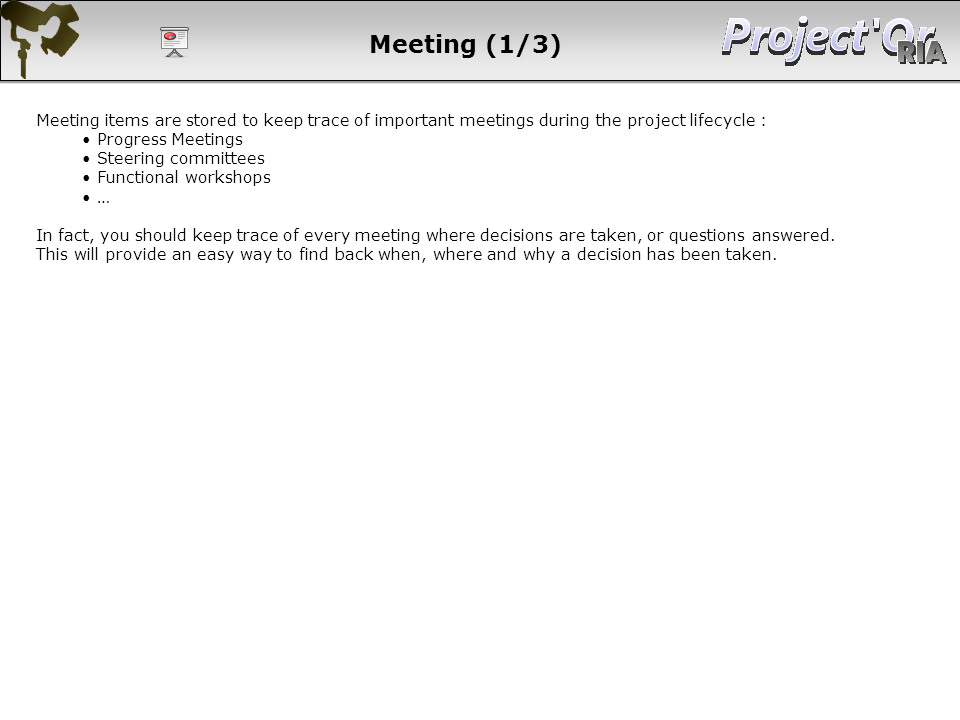 Meeting (1/3)
Project'Or
RIA
Meeting items are stored to keep trace of important meetings during the project lifecycle :
• Progress Meetings
• Steering committees
• Functional workshops
• …
In fact, you should keep trace of every meeting where decisions are taken, or questions answered.
This will provide an easy way to find back when, where and why a decision has been taken.